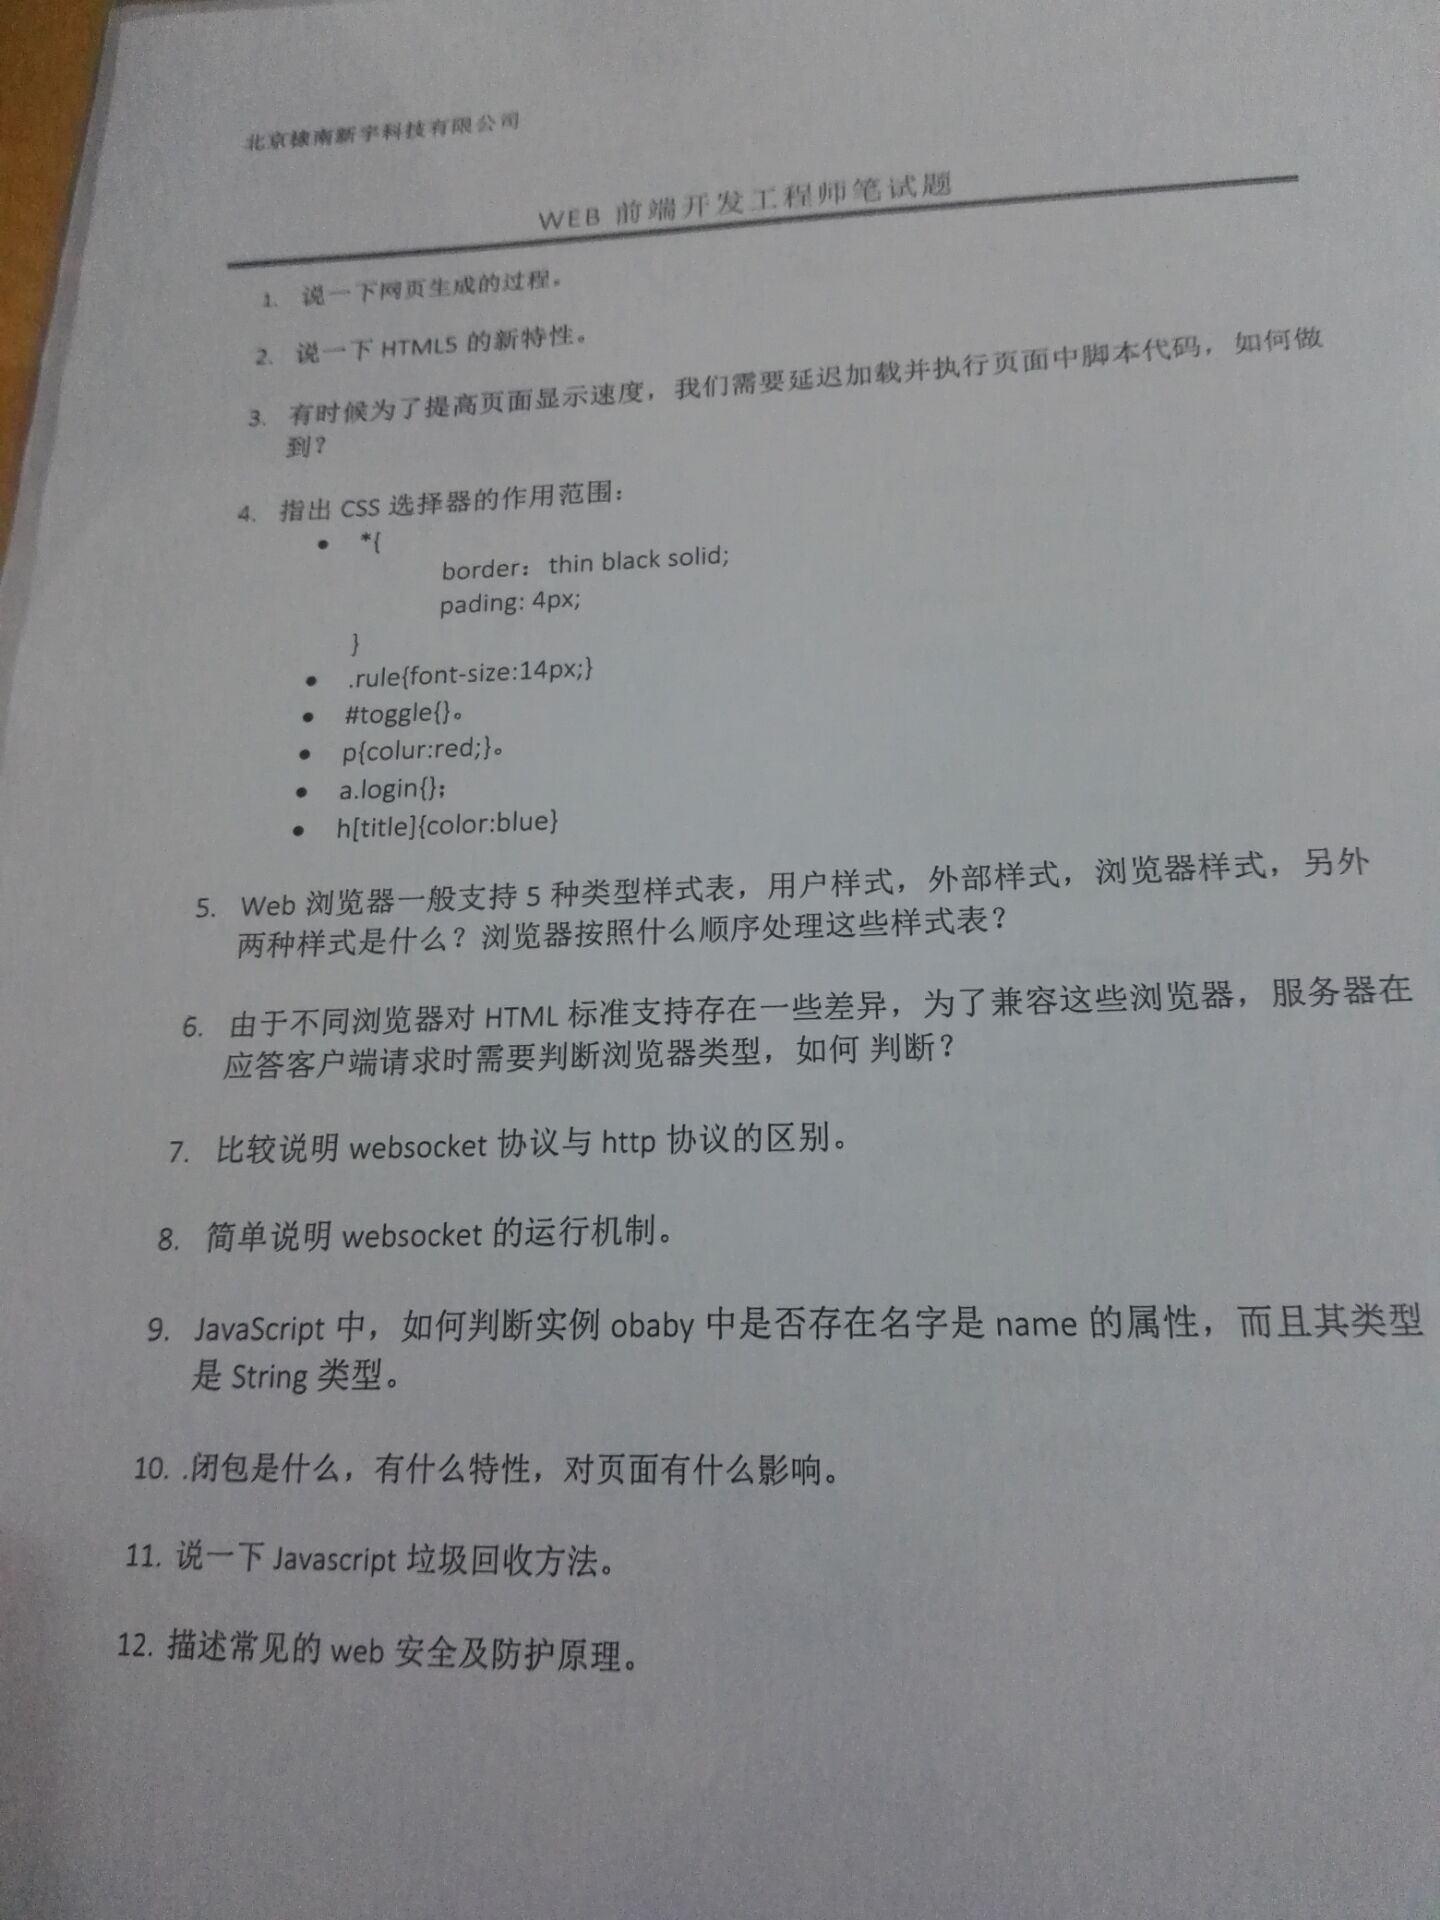 北京棣南新宇科技有限公司
WEB 前端开发工程师笔试题
1. 说一下网页生成的过程。
2. 说一下 HTML5 的新特性。
3. 有时候为了提高页面显示速度，我们需要延迟加载并执行页面中脚本代码，如何做
到？
4. 指出 CSS 选择器的作用范围：
• *{
border：thin black solid;
pading: 4px;
}
• .rule{font-size:14px;}
• #toggle{}。
• p{colur:red;}。
• a.login{}；
• h[title]{color:blue}
5. Web 浏览器一般支持 5 种类型样式表，用户样式，外部样式，浏览器样式，另外
两种样式是什么？浏览器按照什么顺序处理这些样式表？
6. 由于不同浏览器对 HTML 标准支持存在一些差异，为了兼容这些浏览器，服务器在
应答客户端请求时需要判断浏览器类型，如何 判断？
7. 比较说明 websocket 协议与 http 协议的区别。
8. 简单说明 websocket 的运行机制。
9. JavaScript 中，如何判断实例 obaby 中是否存在名字是 name 的属性，而且其类型
是 String 类型。
10. .闭包是什么，有什么特性，对页面有什么影响。
11. 说一下 Javascript 垃圾回收方法。
12. 描述常见的 web 安全及防护原理。